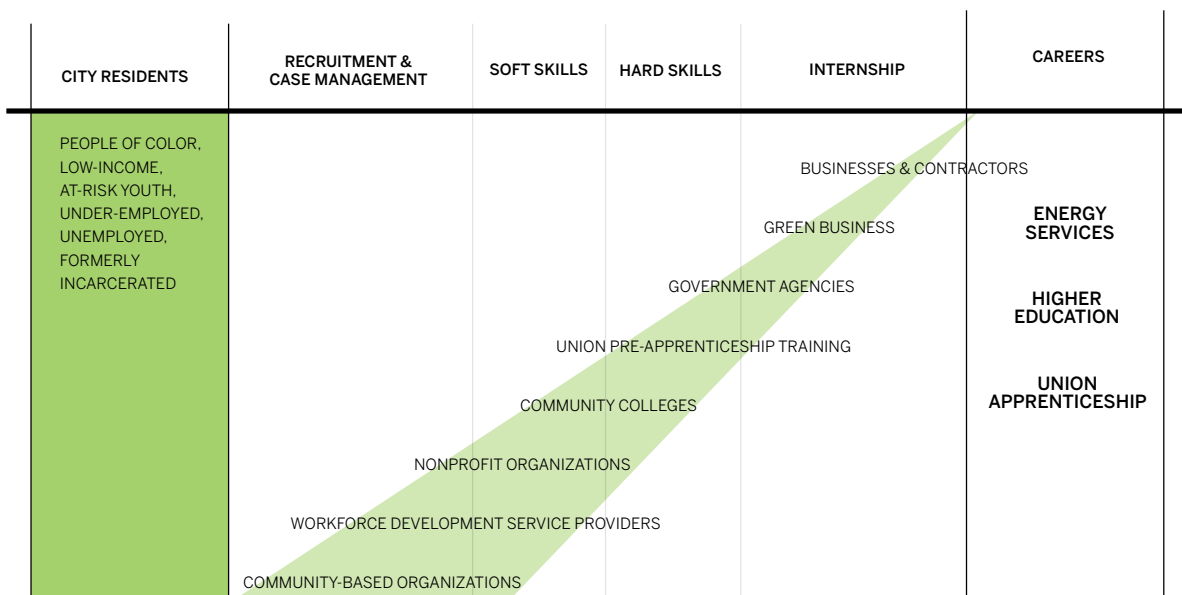 CITY RESIDENTS
RECRUITMENT &
CASE MANAGEMENT
SOFT SKILLS
HARD SKILLS
INTERNSHIP
CAREERS
PEOPLE OF COLOR,
LOW-INCOME,
AT-RISK YOUTH,
UNDER-EMPLOYED,
UNEMPLOYED,
FORMERLY
INCARCERATED
BUSINESSES & CONTRACTORS
GREEN BUSINESS
GOVERNMENT AGENCIES
UNION PRE-APPRENTICESHIP TRAINING
COMMUNITY COLLEGES
NONPROFIT ORGANIZATIONS
WORKFORCE DEVELOPMENT SERVICE PROVIDERS
COMMUNITY-BASED ORGANIZATIONS
ENERGY
SERVICES
HIGHER
EDUCATION
UNION
APPRENTICESHIP